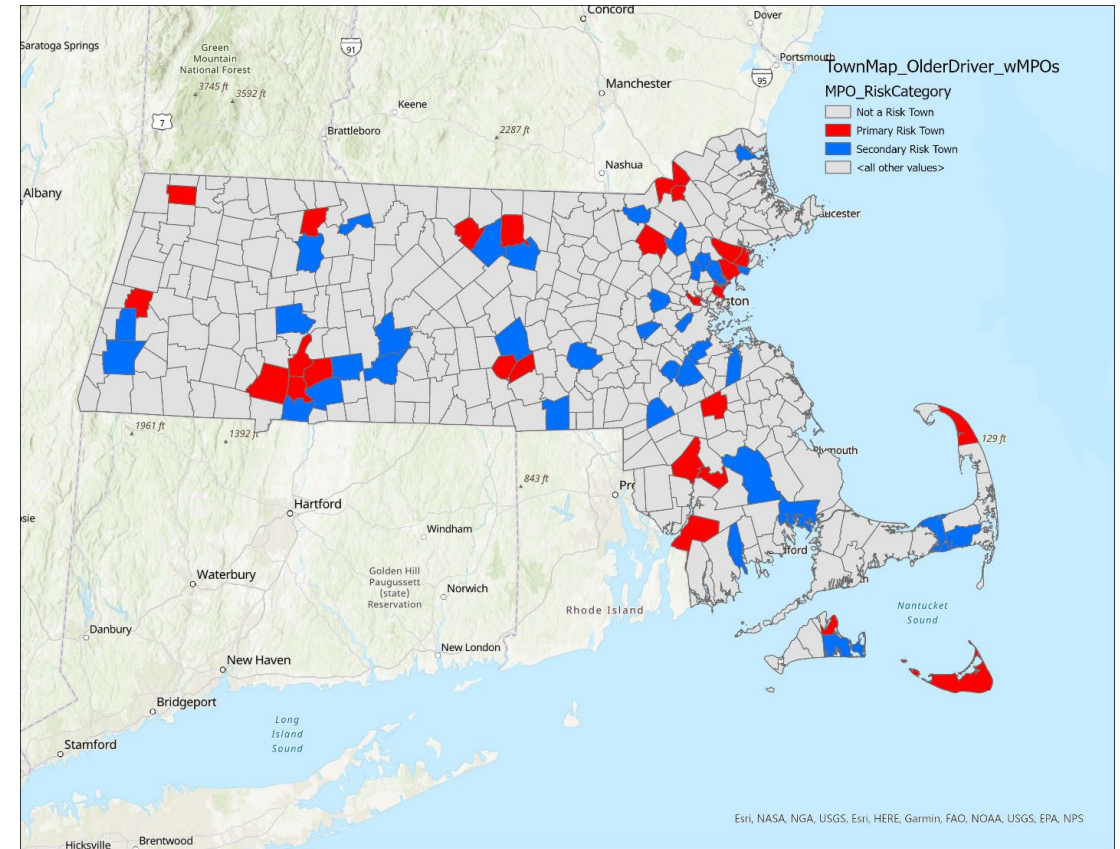 Concord
Dover
Saratoga Springs
Green
Mountain
National Forest
91
Portsmouth
TownMap_OlderDriver_wMPOs
MPO_RiskCategory
Not a Risk Town
Primary Risk Town
Secondary Risk Town
<all other values>
95
3745 ft
3592 ft
Manchester
Keene
7
Brattleboro
2287 ft
Nashua
Albany
ucester
ston
1961 ft
1392 ft
129 ft
lymouth
843 ft
Pr
Hartford
Windham
dford
Golden Hill
Paugussett
(state)
Reservation
Waterbury
Norwich
Rhode Island
Nantucket
Sound
Danbury
New London
New Haven
Bridgeport
Long
Island
Sound
Stamford
Esri, NASA, NGA, USGS, Esri, HERE, Garmin, FAO, NOAA, USGS, EPA, NPS
Hicksville
Brentwood